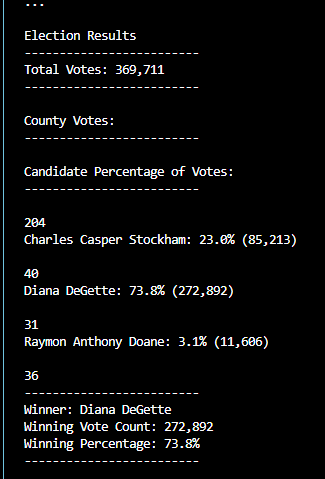 ...
Election Results
-------------------------
Total Votes: 369,711
-------------------------
County Votes:
-------------------------
Candidate Percentage of Votes:
-------------------------
204
Charles Casper Stockham: 23.0% (85,213)
40
Diana DeGette: 73.8% (272,892)
31
Raymon Anthony Doane: 3.1% (11,606)
36
-------------------------
Winner: Diana DeGette
Winning Vote Count: 272,892
Winning Percentage: 73.8%
-------------------------